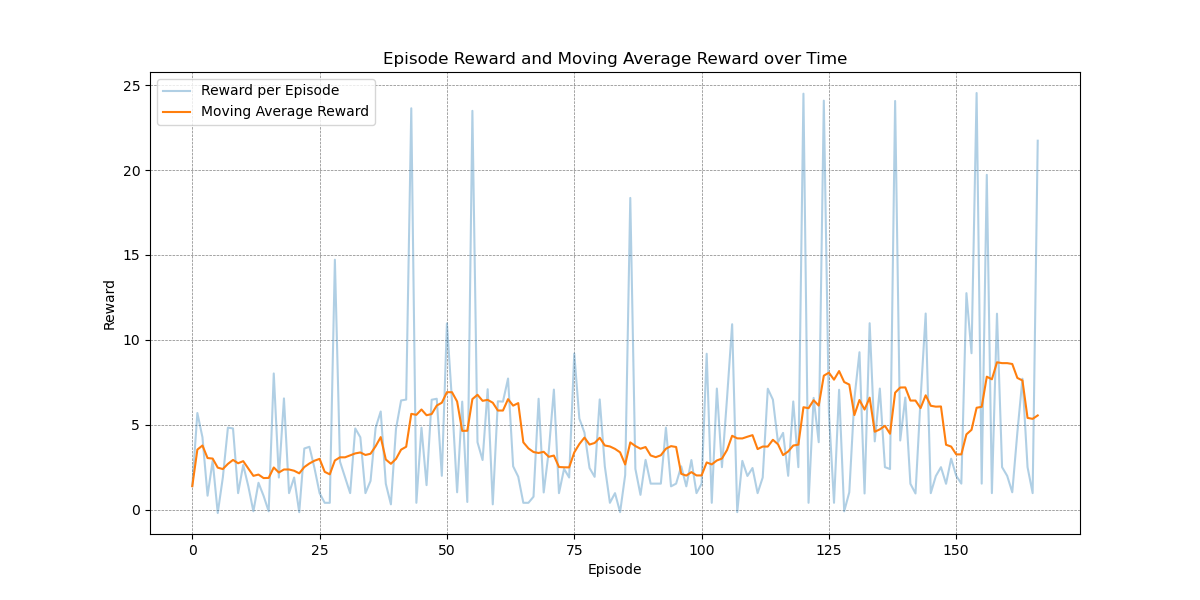 Episode Reward and Moving Average Reward over Time
Reward per Episode
Moving Average Reward
25
20
15
10
5
0
Reward
0 25 50 75 100 125 150
Episode